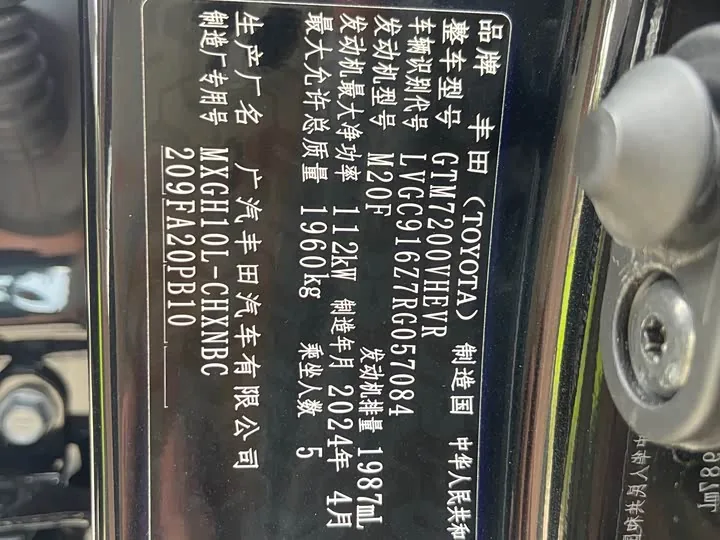 品牌 丰田（TOYOTA） 制造国 中华人民共和
整车型号 GTM7200VHEVR
车辆识别代号 LVGC916Z7RG057084
发动机型号 M20F 发动机排量 1987mL
发动机最大净功率 112kW 制造年月 2024年 4月
最大允许总质量 1960kg 乘坐人数 5
生产厂名 广汽丰田汽车有限公司
制造厂专用号 MXGH10L-CHXNBC
209FA20PB10